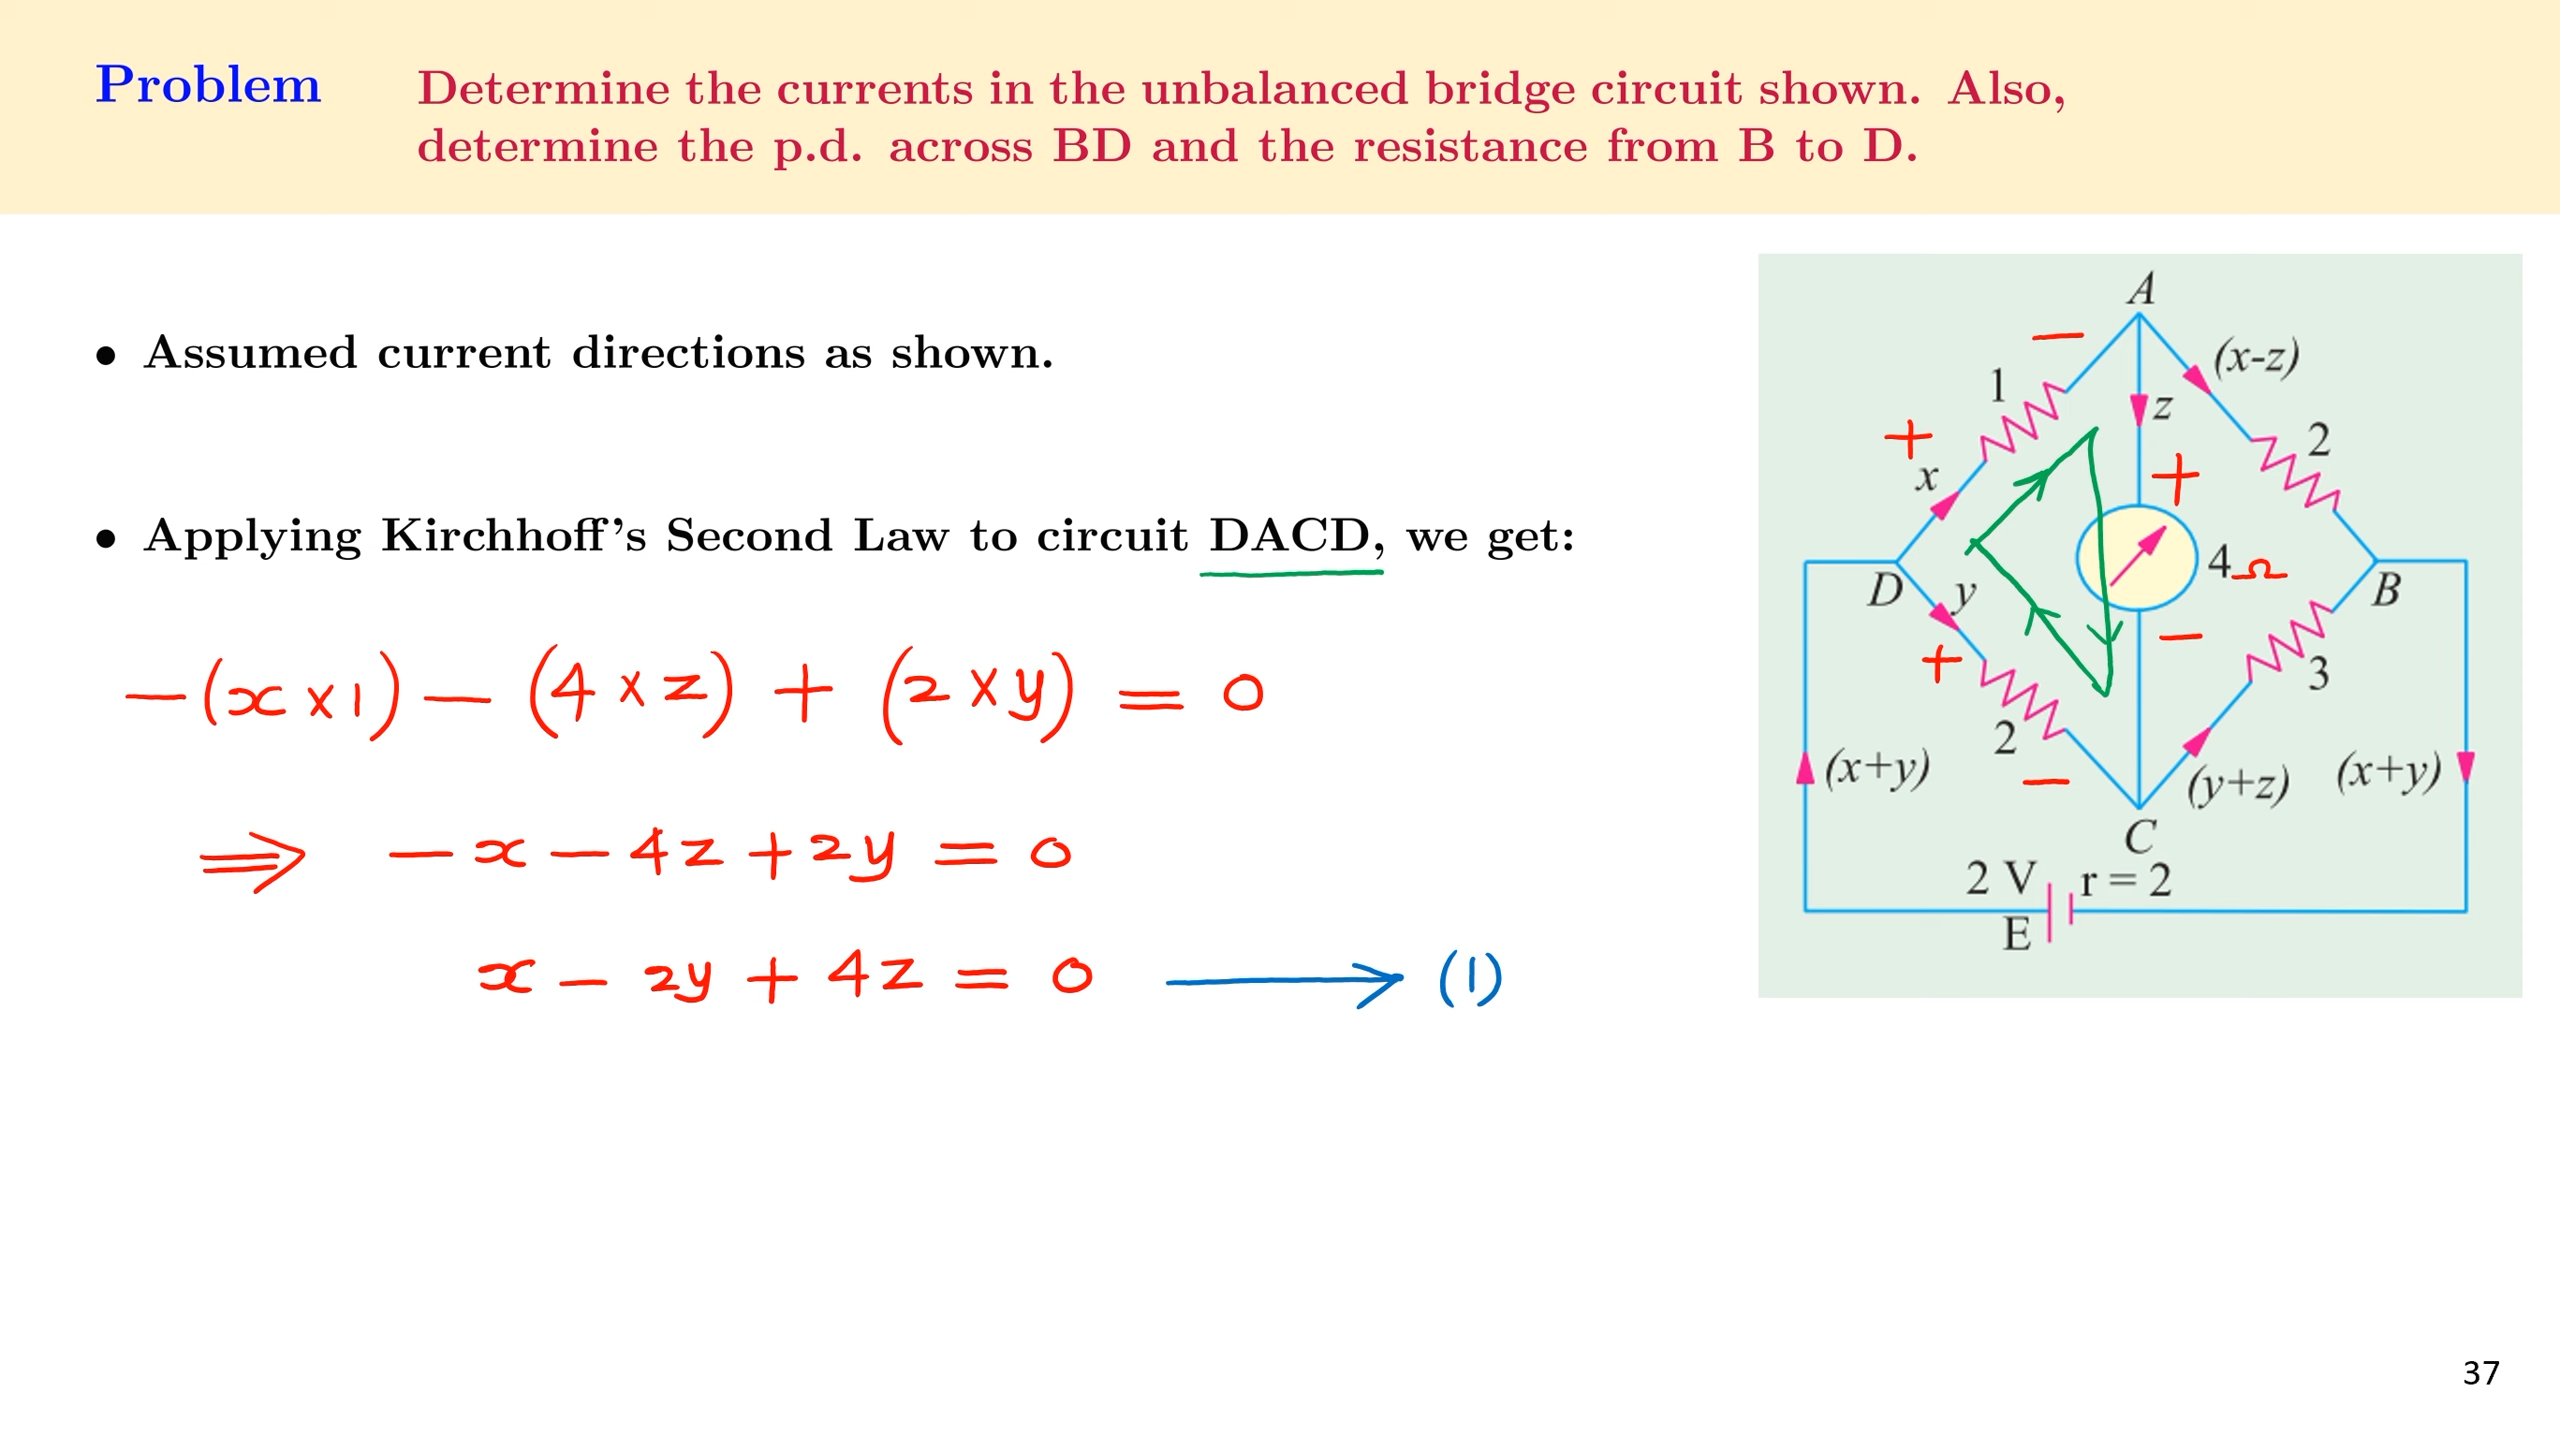 Problem
Determine the currents in the unbalanced bridge circuit shown. Also,
determine the p.d. across BD and the resistance from B to D.
• Assumed current directions as shown.
• Applying Kirchhoff's Second Law to circuit DACD, we get:
−(x×1) − (4×z) + (2×y) = 0
⇒ −x − 4z + 2y = 0
x − 2y + 4z = 0 ⟶ (1)
A
−
(x-z)
1
z
2
+
x
+
D
y
4Ω
B
+
−
3
2
−
(x+y)
(y+z)
(x+y)
C
2 V
r = 2
E
37